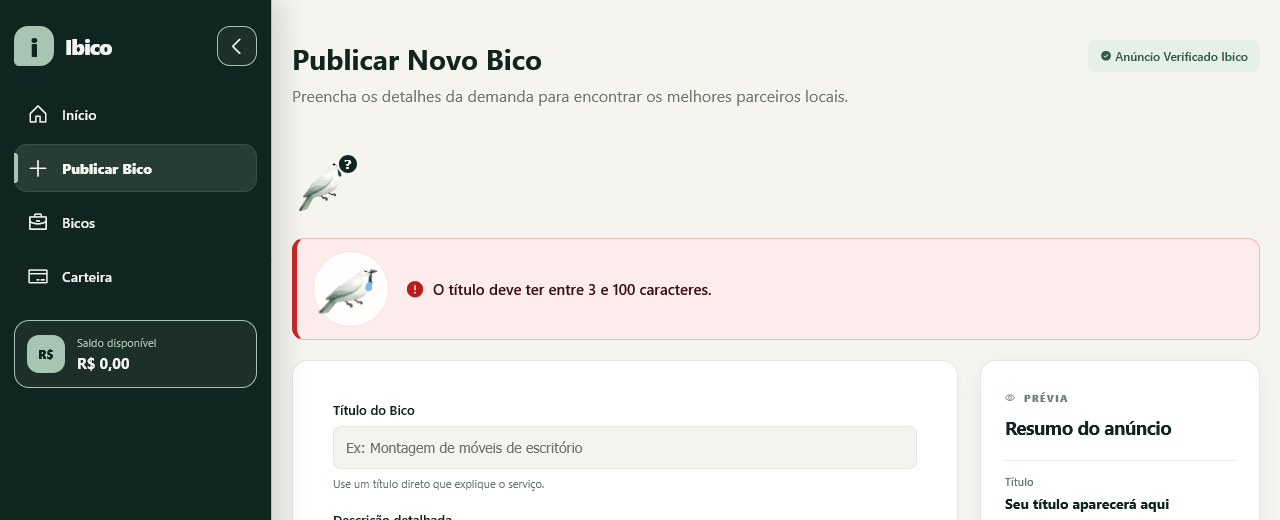 i
Ibico
Início
Publicar Bico
Bicos
Carteira
R$
Saldo disponível
R$ 0,00
Publicar Novo Bico
Anúncio Verificado Ibico
Preencha os detalhes da demanda para encontrar os melhores parceiros locais.
?
! O título deve ter entre 3 e 100 caracteres.
Título do Bico
Ex: Montagem de móveis de escritório
Use um título direto que explique o serviço.
Descrição detalhada
PRÉVIA
Resumo do anúncio
Título
Seu título aparecerá aqui